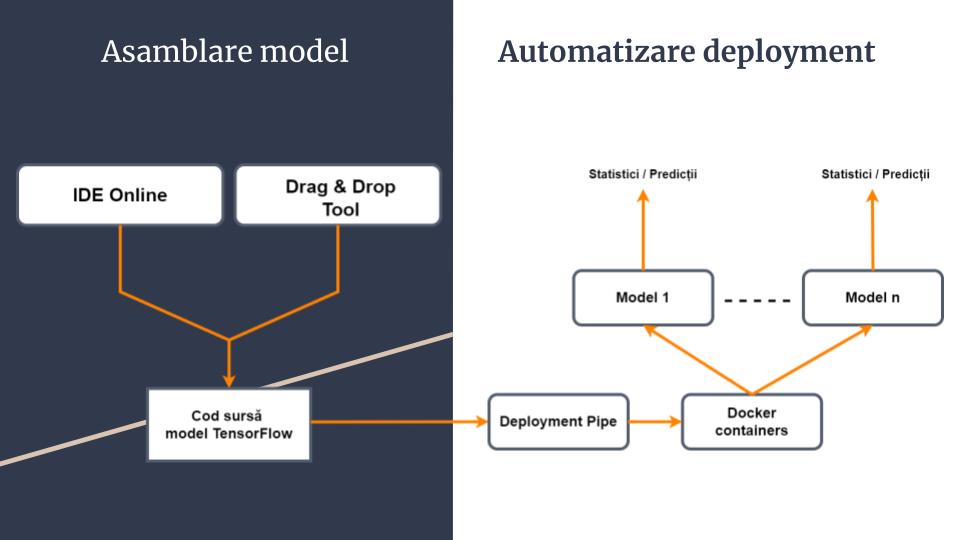 Asamblare model
IDE Online
Drag & Drop
Tool
Cod sursă
model TensorFlow
Automatizare deployment
Statistici / Predicții
Statistici / Predicții
Model 1
Model n
Deployment Pipe
Docker
containers